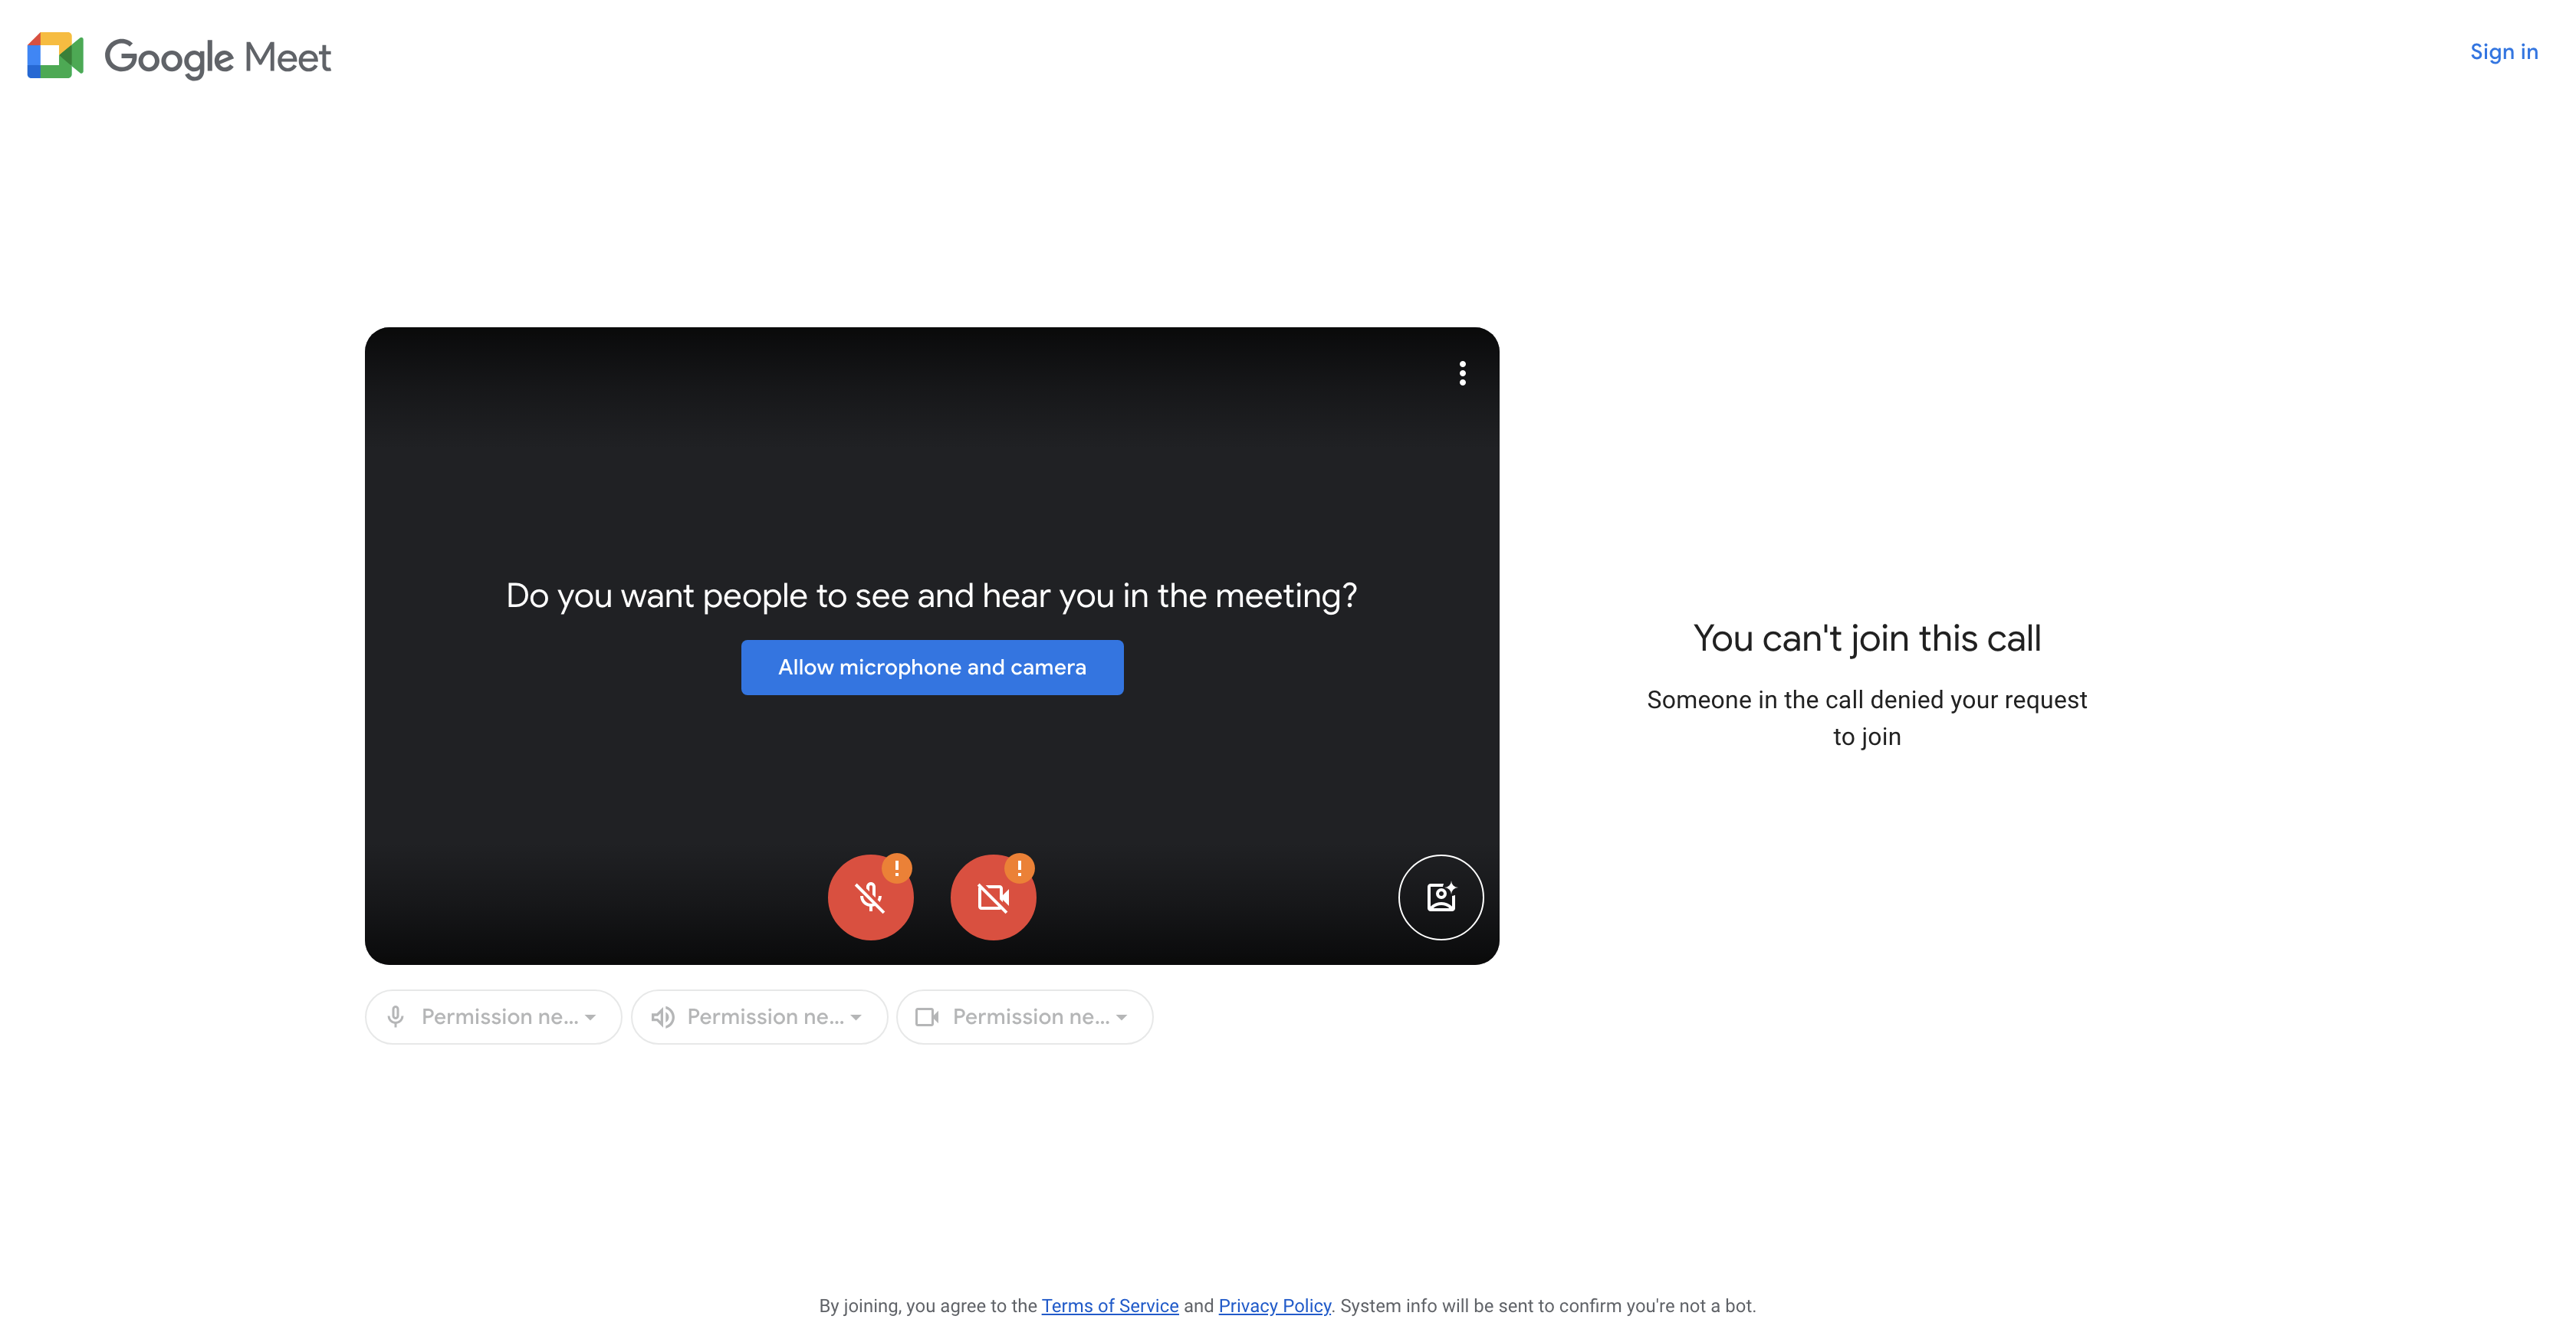 Google Meet
Sign in
Do you want people to see and hear you in the meeting?
Allow microphone and camera
You can't join this call
Someone in the call denied your request
to join
Permission ne...
Permission ne...
Permission ne...
By joining, you agree to the Terms of Service and Privacy Policy. System info will be sent to confirm you're not a bot.